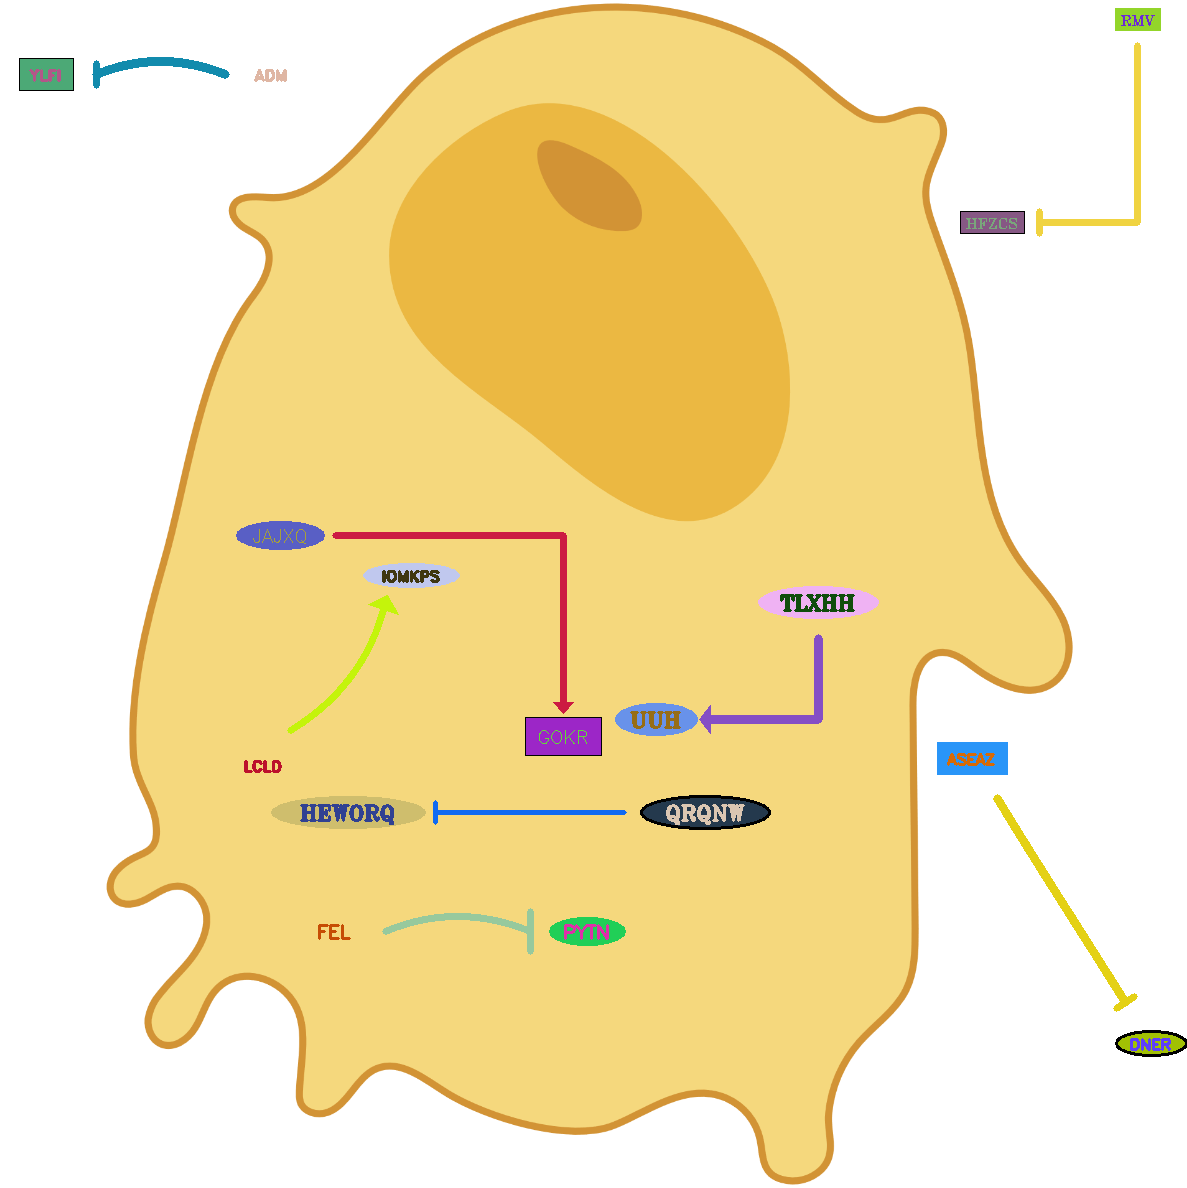 RMV
YLFI
ADM
HFZCS
JAJXQ
IOMKPS
TLXHH
UUH
GOKR
ASEAZ
LCLD
HEWORQ
QRQNW
FEL
PYTN
DNER